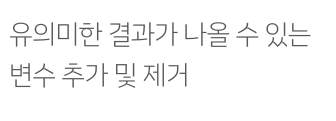 유의미한 결과가 나올 수 있는
변수 추가 및 제거